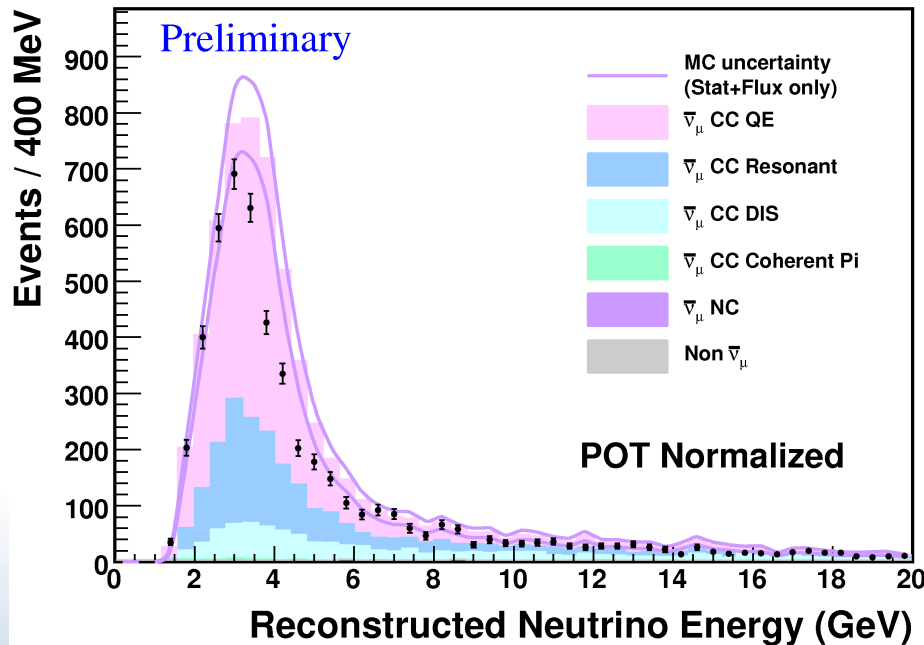 Preliminary
Events / 400 MeV
900
800
700
600
500
400
300
200
100
0
MC uncertainty
(Stat+Flux only)
ν̅μ CC QE
ν̅μ CC Resonant
ν̅μ CC DIS
ν̅μ CC Coherent Pi
ν̅μ NC
Non ν̅μ
POT Normalized
0 2 4 6 8 10 12 14 16 18 20
Reconstructed Neutrino Energy (GeV)